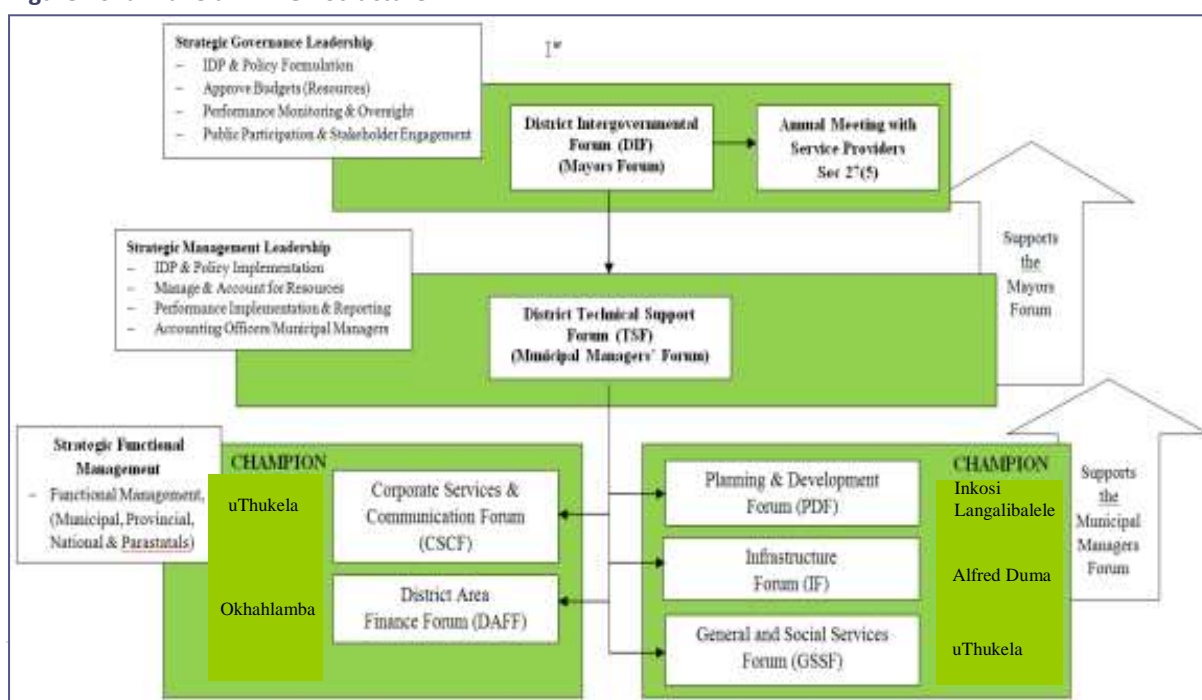 Strategic Governance Leadership
– IDP & Policy Formulation
– Approve Budgets (Resources)
– Performance Monitoring & Oversight
– Public Participation & Stakeholder Engagement
District Intergovernmental
Forum (DIF)
(Mayors Forum)
Annual Meeting with
Service Providers
Sec 27(5)
Supports
the
Mayors
Forum
Strategic Management Leadership
– IDP & Policy Implementation
– Manage & Account for Resources
– Performance Implementation & Reporting
– Accounting Officers/Municipal Managers
District Technical Support
Forum (TSF)
(Municipal Managers' Forum)
Supports
the
Municipal
Managers
Forum
Strategic Functional
Management
– Functional Management,
(Municipal, Provincial,
National & Parastatals)
CHAMPION
uThukela
Okhahlamba
Corporate Services &
Communication Forum
(CSCF)
District Area
Finance Forum (DAFF)
Planning & Development
Forum (PDF)
Infrastructure
Forum (IF)
General and Social Services
Forum (GSSF)
CHAMPION
Inkosi
Langalibalele
Alfred Duma
uThukela